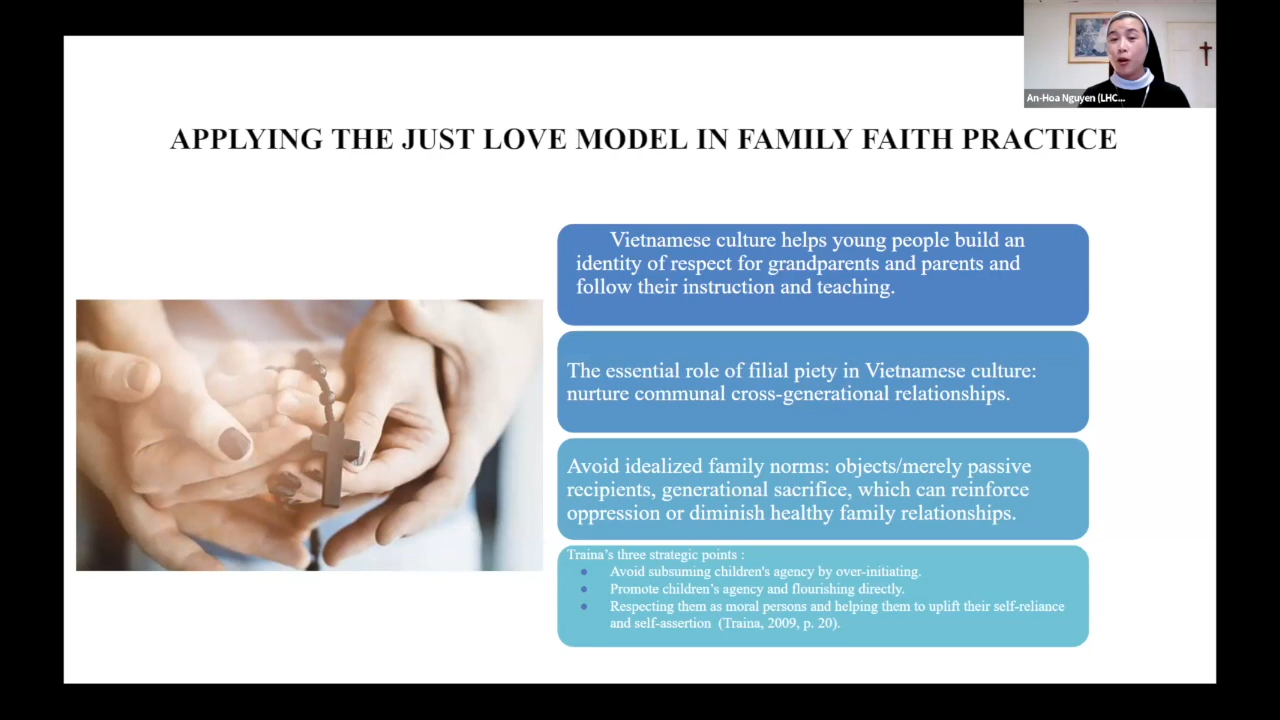 An-Hoa Nguyen (LHC...
APPLYING THE JUST LOVE MODEL IN FAMILY FAITH PRACTICE
Vietnamese culture helps young people build an
identity of respect for grandparents and parents and
follow their instruction and teaching.
The essential role of filial piety in Vietnamese culture:
nurture communal cross-generational relationships.
Avoid idealized family norms: objects/merely passive
recipients, generational sacrifice, which can reinforce
oppression or diminish healthy family relationships.
Traina's three strategic points :
● Avoid subsuming children's agency by over-initiating.
● Promote children's agency and flourishing directly.
● Respecting them as moral persons and helping them to uplift their self-reliance
and self-assertion (Traina, 2009, p. 20).